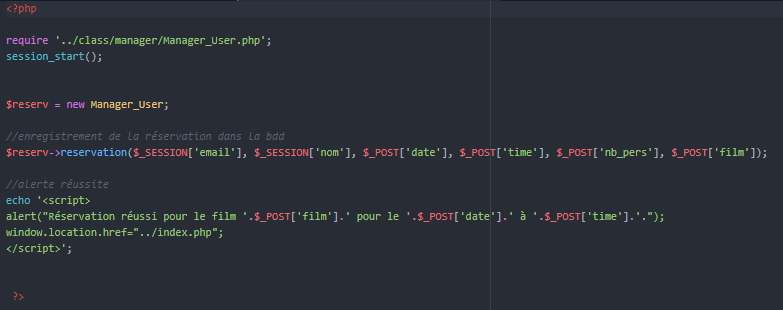 <?php
require '../class/manager/Manager_User.php';
session_start();
$reserv = new Manager_User;
//enregistrement de la réservation dans la bdd
$reserv->reservation($_SESSION['email'], $_SESSION['nom'], $_POST['date'], $_POST['time'], $_POST['nb_pers'], $_POST['film']);
//alerte réussite
echo '<script>
alert("Réservation réussi pour le film '.$_POST['film'].' pour le '.$_POST['date'].' à '.$_POST['time'].'.");
window.location.href="../index.php";
</script>';
?>